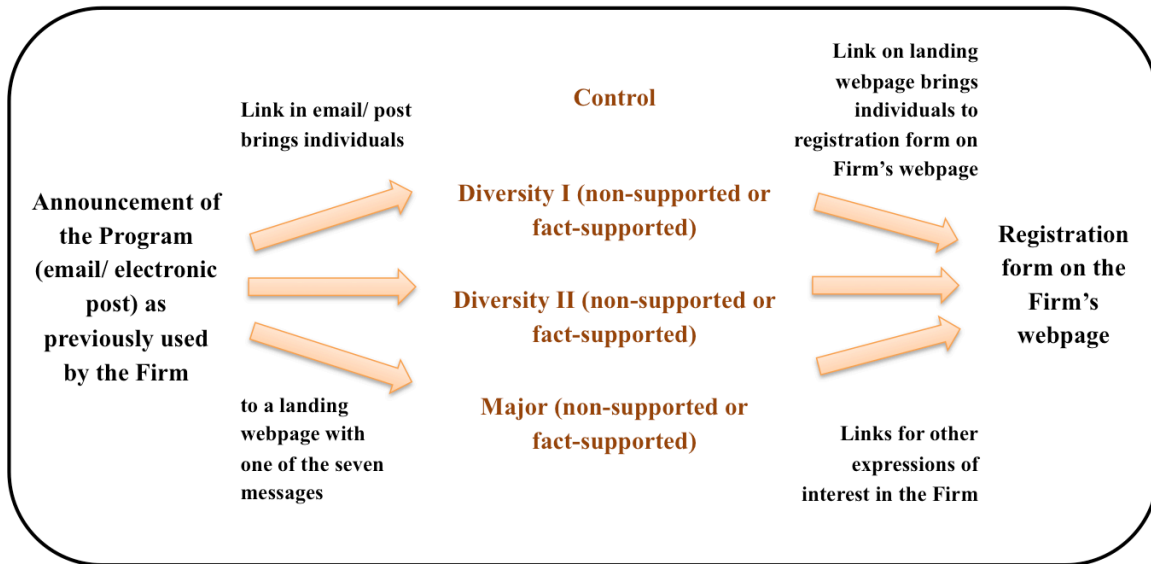 Announcement of
the Program
(email/ electronic
post) as
previously used
by the Firm
Link in email/ post
brings individuals
to a landing
webpage with
one of the seven
messages
Control
Diversity I (non-supported or
fact-supported)
Diversity II (non-supported or
fact-supported)
Major (non-supported or
fact-supported)
Link on landing
webpage brings
individuals to
registration form on
Firm’s webpage
Links for other
expressions of
interest in the Firm
Registration
form on the
Firm’s
webpage